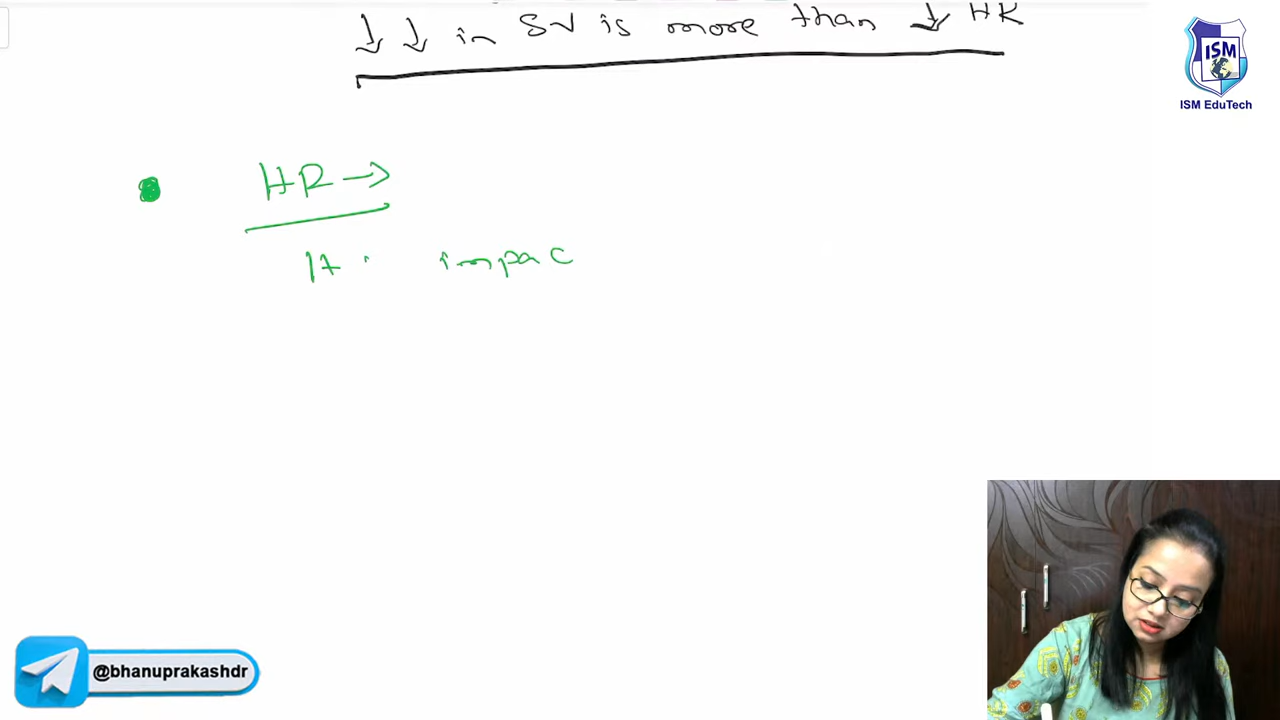 ↓ ↓ in SV is more than ↓ HR
ISM
ISM EduTech
HR →
It . impac
@bhanuprakashdr